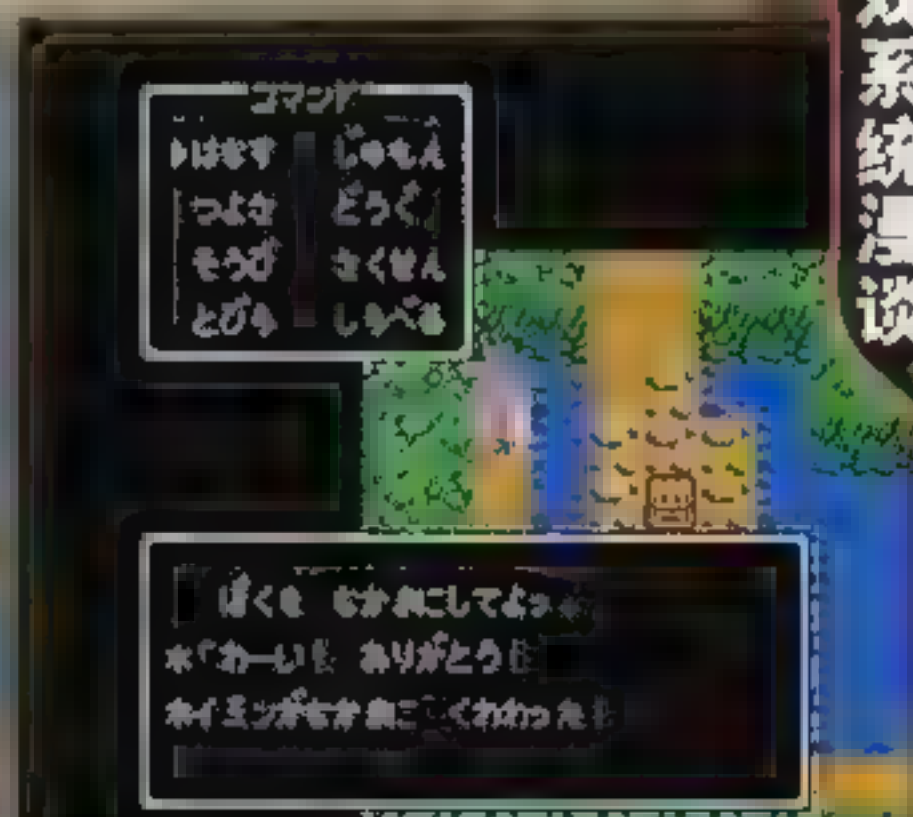 コマンド
はなす じゅもん
つよさ どうぐ
そうび さくせん
とびら しらべる
ぼくも なかまにしてよっ
*「わーい! ありがとう!
ホイミンがなかまに くわわった!
系
统
漫
谈